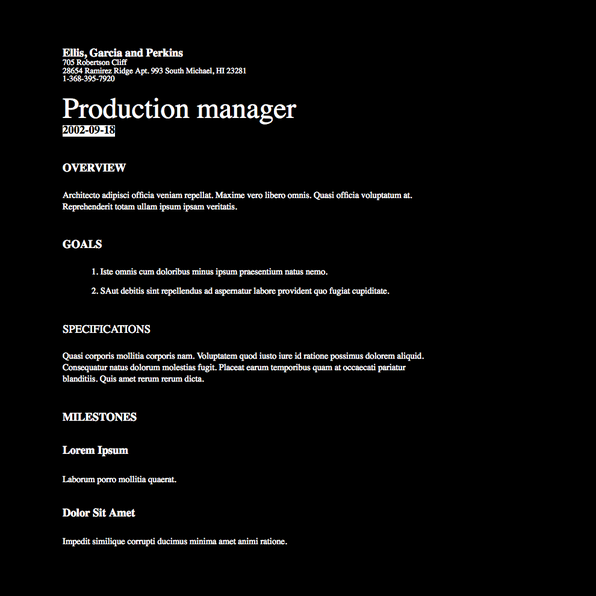 Ellis, Garcia and Perkins
705 Robertson Cliff
28654 Ramirez Ridge Apt. 993 South Michael, HI 23281
1-368-395-7920
Production manager
2002-09-18
OVERVIEW
Architecto adipisci officia veniam repellat. Maxime vero libero omnis. Quasi officia voluptatum at.
Reprehenderit totam ullam ipsum ipsam veritatis.
GOALS
1. Iste omnis cum doloribus minus ipsum praesentium natus nemo.
2. SAut debitis sint repellendus ad aspernatur labore provident quo fugiat cupiditate.
SPECIFICATIONS
Quasi corporis mollitia corporis nam. Voluptatem quod iusto iure id ratione possimus dolorem aliquid.
Consequatur natus dolorum molestias fugit. Placeat earum temporibus quam at occaecati pariatur
blanditiis. Quis amet rerum rerum dicta.
MILESTONES
Lorem Ipsum
Laborum porro mollitia quaerat.
Dolor Sit Amet
Impedit similique corrupti ducimus minima amet animi ratione.